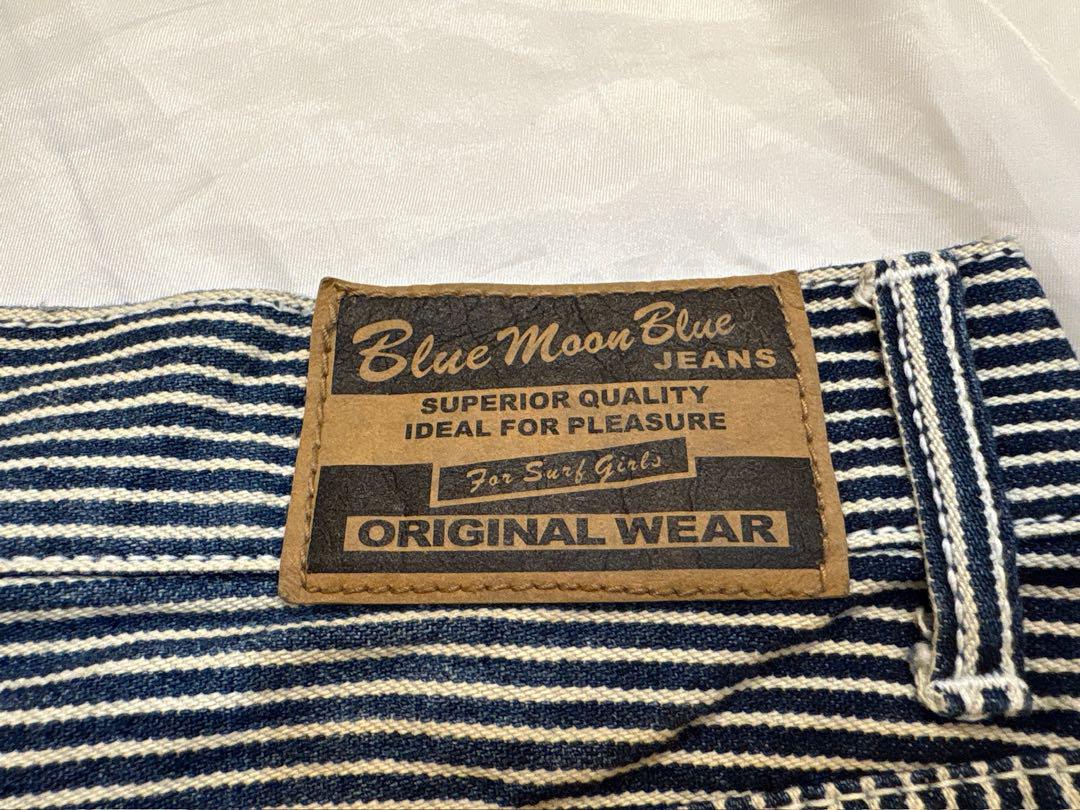 Blue Moon Blue
JEANS
SUPERIOR QUALITY
IDEAL FOR PLEASURE
For Surf Girls
ORIGINAL WEAR